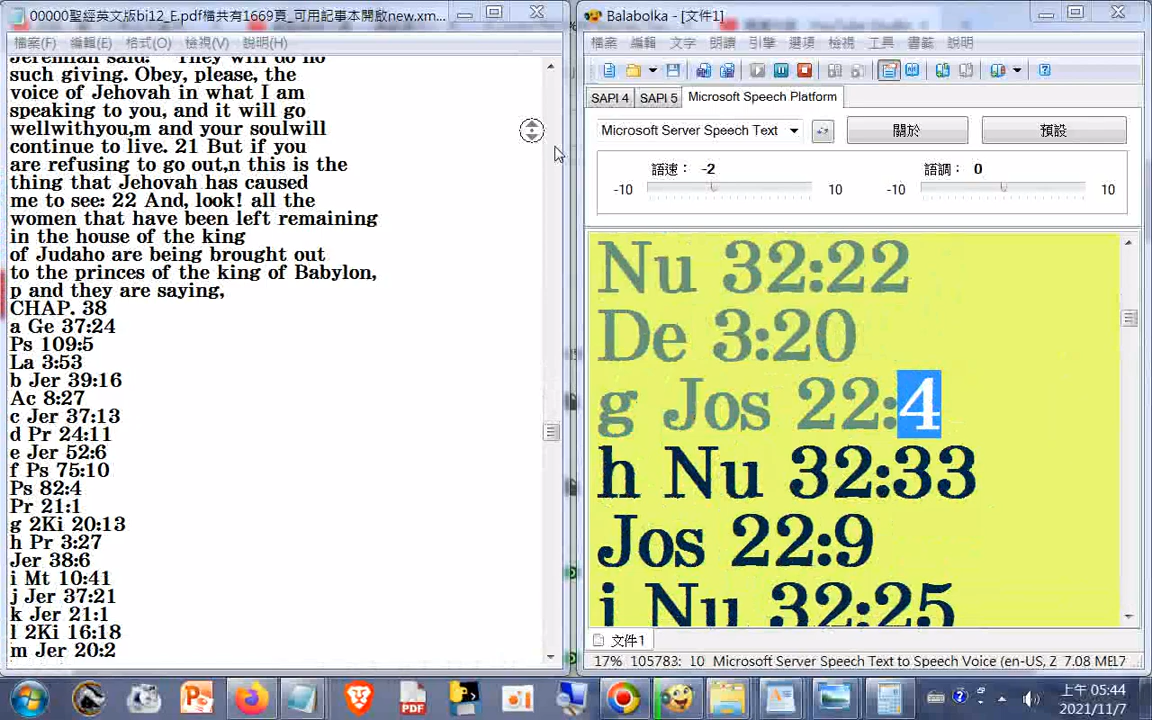 00000聖經英文版bi12_E.pdf檔共有1669頁_可用記事本開啟new.xm...
檔案(F) 編輯(E) 格式(O) 檢視(V) 說明(H)
Jeremiah said: "They will do no
such giving. Obey, please, the
voice of Jehovah in what I am
speaking to you, and it will go
wellwithyou,m and your soulwill
continue to live. 21 But if you
are refusing to go out,n this is the
thing that Jehovah has caused
me to see: 22 And, look! all the
women that have been left remaining
in the house of the king
of Judaho are being brought out
to the princes of the king of Babylon,
p and they are saying,
CHAP. 38
a Ge 37:24
Ps 109:5
La 3:53
b Jer 39:16
Ac 8:27
c Jer 37:13
d Pr 24:11
e Jer 52:6
f Ps 75:10
Ps 82:4
Pr 21:1
g 2Ki 20:13
h Pr 3:27
Jer 38:6
i Mt 10:41
j Jer 37:21
k Jer 21:1
l 2Ki 16:18
m Jer 20:2
Balabolka - [文件1]
檔案 編輯 文字 朗讀 引擎 選項 檢視 工具 書籤 說明
SAPI 4 SAPI 5 Microsoft Speech Platform
Microsoft Server Speech Text 關於 預設
語速: -2 語調: 0
-10 10 -10 10
Nu 32:22
De 3:20
g Jos 22:4
h Nu 32:33
Jos 22:9
i Nu 32:25
文件1
17% 105783: 10 Microsoft Server Speech Text to Speech Voice (en-US, Z 7.08 MEL7
PDF
上午 05:44
2021/11/7